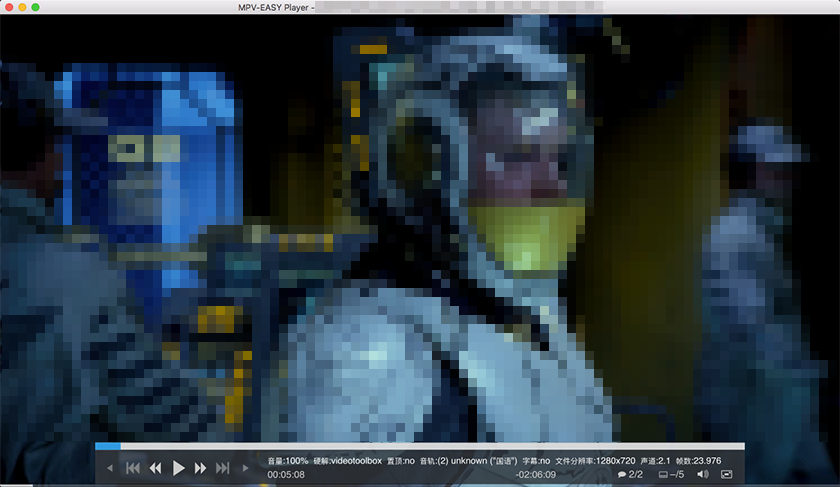 MPV-EASY Player -
音量:100% 硬解:videotoolbox 置顶:no 音轨:(2) unknown ("国语") 字幕:no 文件分辨率:1280x720 声道:2.1 帧数:23.976
00:05:08 -02:06:09 2/2 -/5